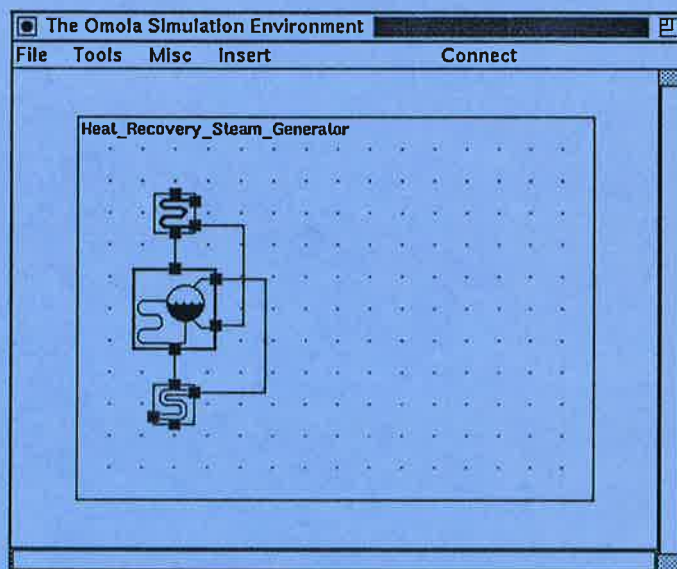 The Omola Simulation Environment
File Tools Misc Insert Connect
Heat_Recovery_Steam_Generator